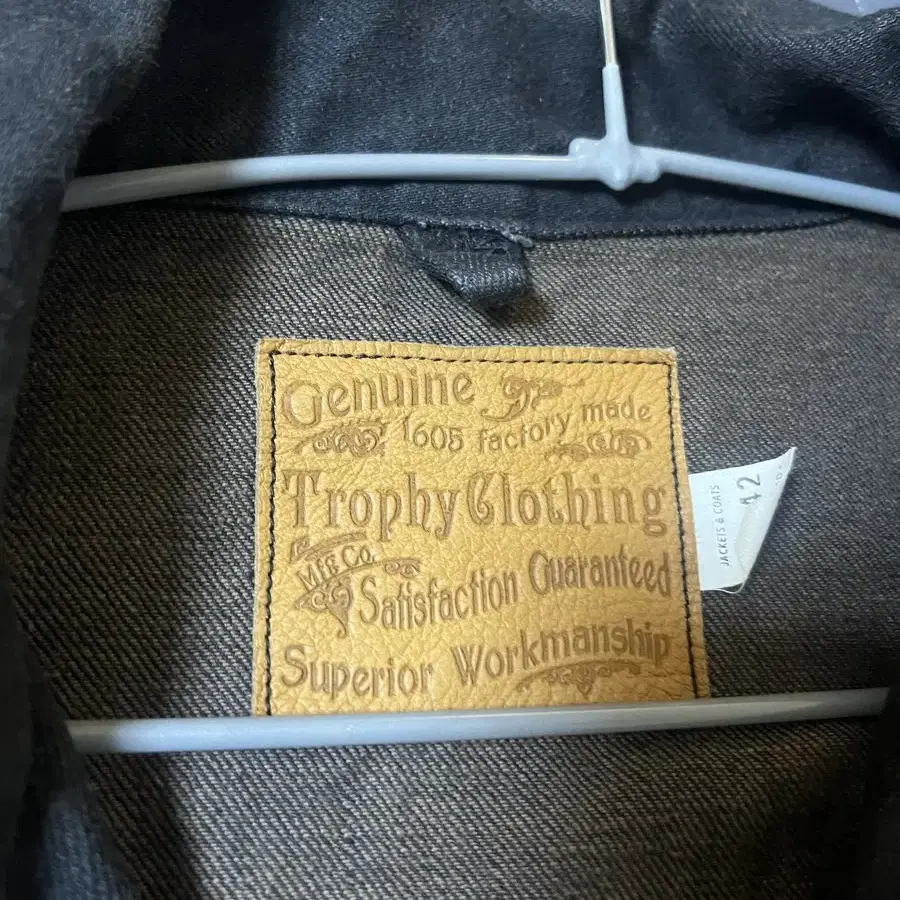 Genuine
1605 factory made
Trophy Clothing
Mfg Co.
Satisfaction Guaranteed
Superior Workmanship
JACKETS & COATS
42